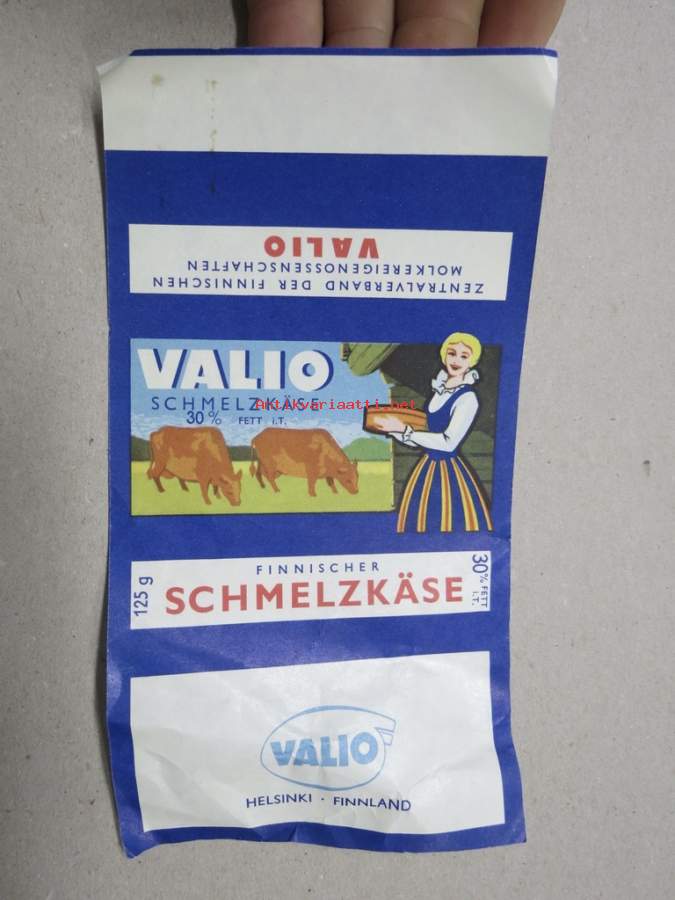 VALIO
ZENTRALVERBAND DER FINNISCHEN
MOLKEREIGENOSSENSCHAFTEN
VALIO
SCHMELZKÄSE
30% FETT I.T.
Antikvariaatti.net
FINNISCHER
125 g
SCHMELZKÄSE
30% FETT I.T.
VALIO
HELSINKI · FINNLAND